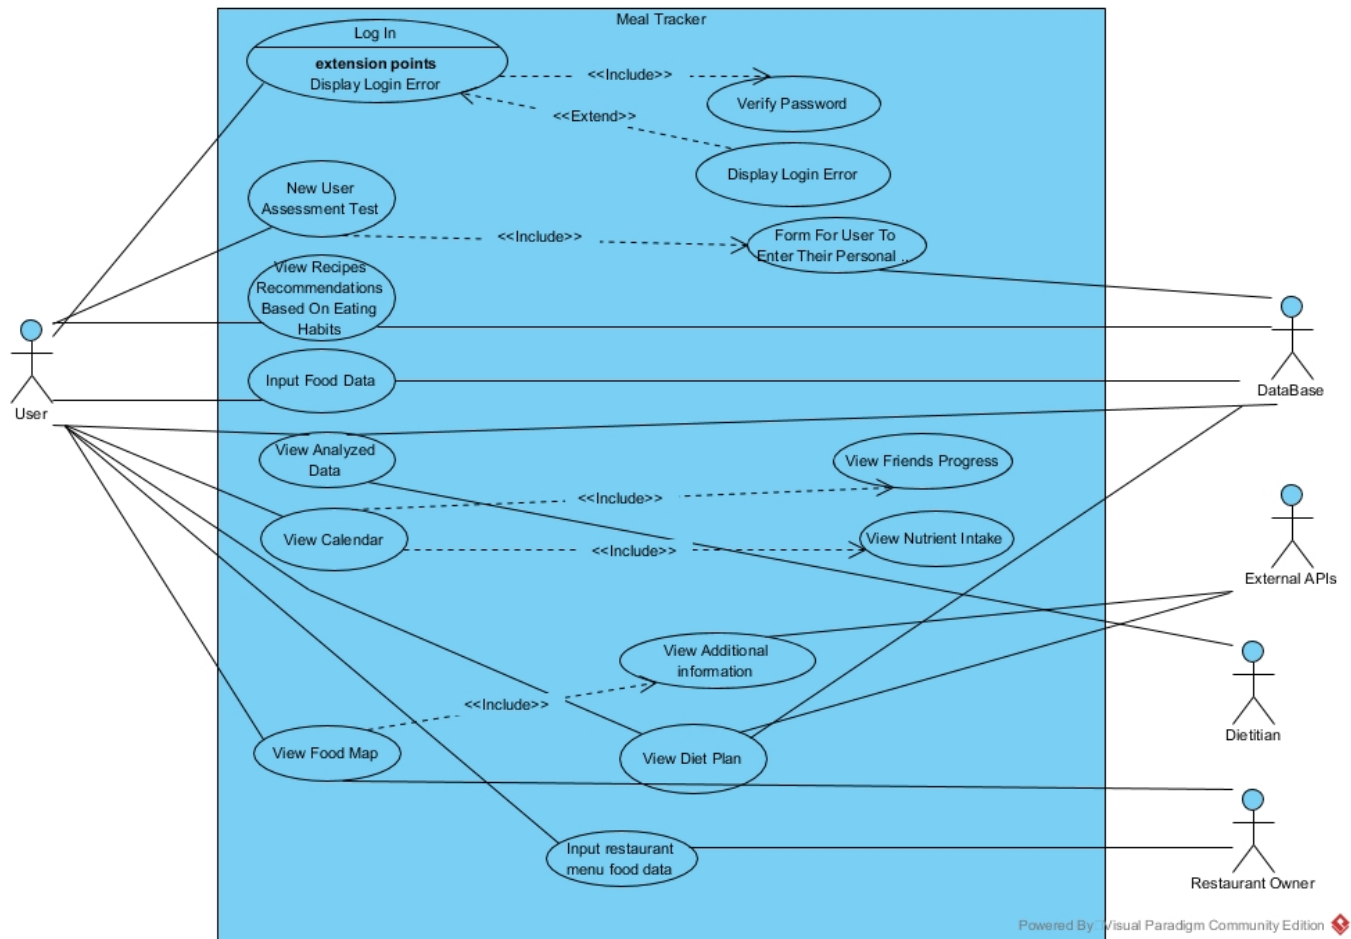 Meal Tracker
Log In
extension points
Display Login Error
<<Include>>
Verify Password
<<Extend>>
Display Login Error
New User
Assessment Test
<<Include>>
Form For User To
Enter Their Personal ...
View Recipes
Recommendations
Based On Eating
Habits
Input Food Data
User
DataBase
View Analyzed
Data
View Friends Progress
<<Include>>
View Calendar
<<Include>>
View Nutrient Intake
External APIs
View Additional
information
<<Include>>
Dietitian
View Food Map
View Diet Plan
Input restaurant
menu food data
Restaurant Owner
Powered By Visual Paradigm Community Edition